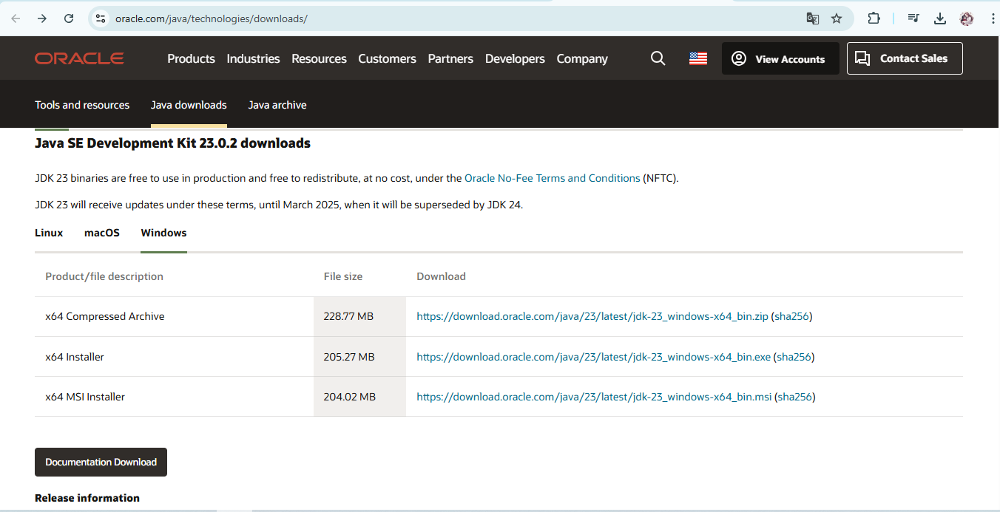 oracle.com/java/technologies/downloads/
ORACLE Products Industries Resources Customers Partners Developers Company View Accounts Contact Sales
Tools and resources Java downloads Java archive
Java SE Development Kit 23.0.2 downloads
JDK 23 binaries are free to use in production and free to redistribute, at no cost, under the Oracle No-Fee Terms and Conditions (NFTC).
JDK 23 will receive updates under these terms, until March 2025, when it will be superseded by JDK 24.
Linux macOS Windows
Product/file description File size Download
x64 Compressed Archive 228.77 MB https://download.oracle.com/java/23/latest/jdk-23_windows-x64_bin.zip (sha256)
x64 Installer 205.27 MB https://download.oracle.com/java/23/latest/jdk-23_windows-x64_bin.exe (sha256)
x64 MSI Installer 204.02 MB https://download.oracle.com/java/23/latest/jdk-23_windows-x64_bin.msi (sha256)
Documentation Download
Release information